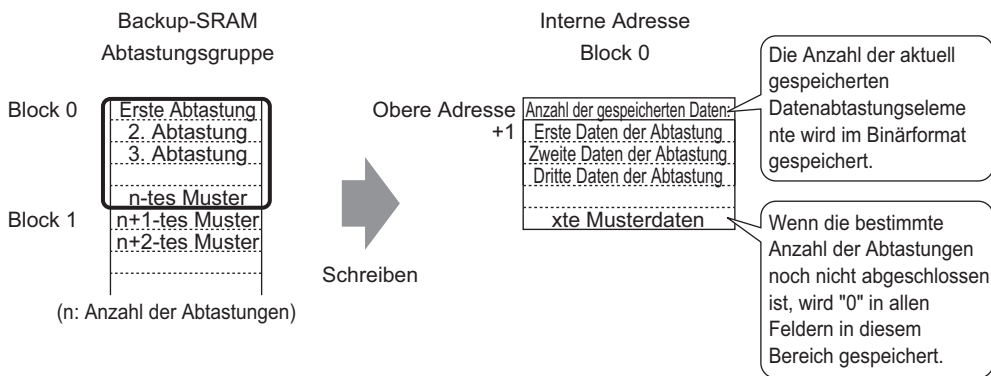 Backup-SRAM
Abtastungsgruppe
Block 0
Erste Abtastung
2. Abtastung
3. Abtastung
n-tes Muster
Block 1
n+1-tes Muster
n+2-tes Muster
(n: Anzahl der Abtastungen)
Schreiben
Interne Adresse
Block 0
Obere Adresse
Anzahl der gespeicherten Daten
+1
Erste Daten der Abtastung
Zweite Daten der Abtastung
Dritte Daten der Abtastung
xte Musterdaten
Die Anzahl der aktuell
gespeicherten
Datenabtastungseleme
nte wird im Binärformat
gespeichert.
Wenn die bestimmte
Anzahl der Abtastungen
noch nicht abgeschlossen
ist, wird "0" in allen
Feldern in diesem
Bereich gespeichert.